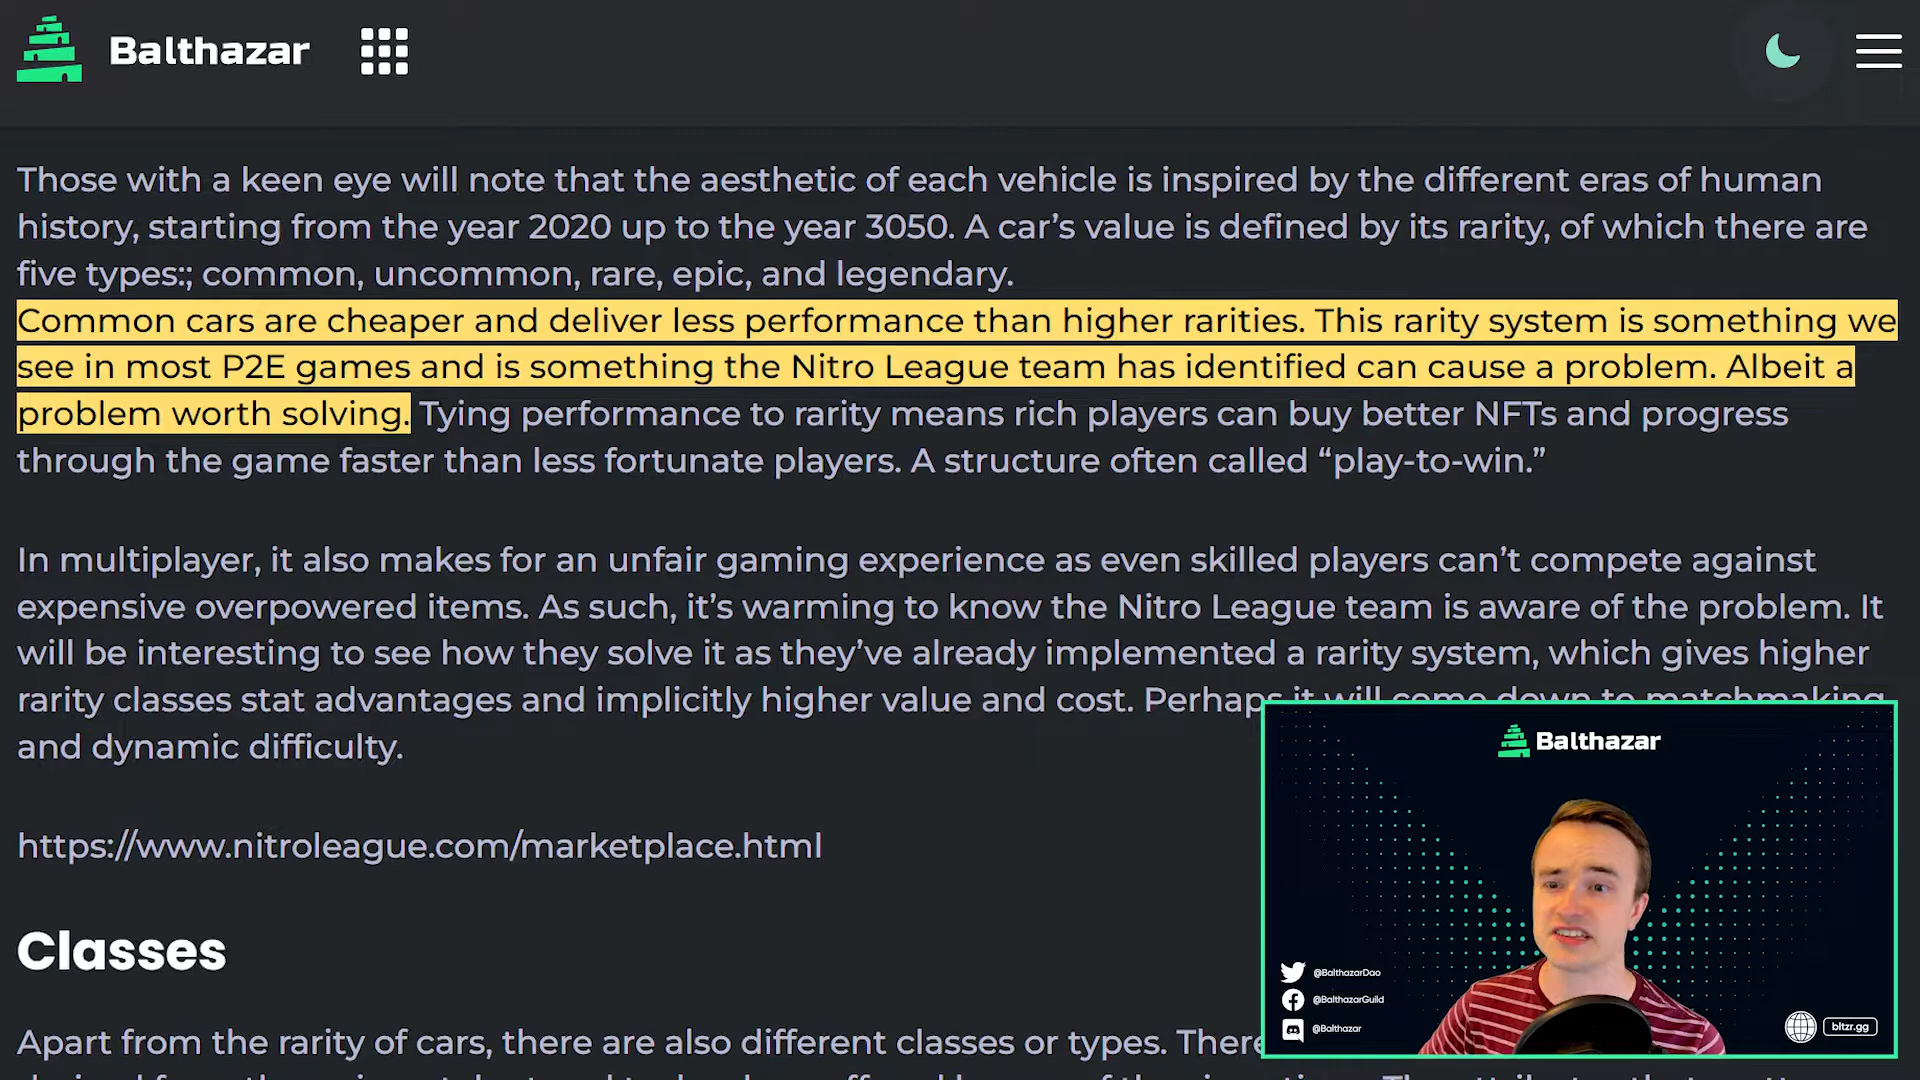 Balthazar
Those with a keen eye will note that the aesthetic of each vehicle is inspired by the different eras of human
history, starting from the year 2020 up to the year 3050. A car’s value is defined by its rarity, of which there are
five types:; common, uncommon, rare, epic, and legendary.
Common cars are cheaper and deliver less performance than higher rarities. This rarity system is something we
see in most P2E games and is something the Nitro League team has identified can cause a problem. Albeit a
problem worth solving. Tying performance to rarity means rich players can buy better NFTs and progress
through the game faster than less fortunate players. A structure often called “play-to-win.”
In multiplayer, it also makes for an unfair gaming experience as even skilled players can’t compete against
expensive overpowered items. As such, it’s warming to know the Nitro League team is aware of the problem. It
will be interesting to see how they solve it as they’ve already implemented a rarity system, which gives higher
rarity classes stat advantages and implicitly higher value and cost. Perhaps it will come down to matchmaking
and dynamic difficulty.
https://www.nitroleague.com/marketplace.html
Classes
Apart from the rarity of cars, there are also different classes or types. There
Balthazar
@BalthazarDao
@BalthazarGuild
@Balthazar
bltzr.gg